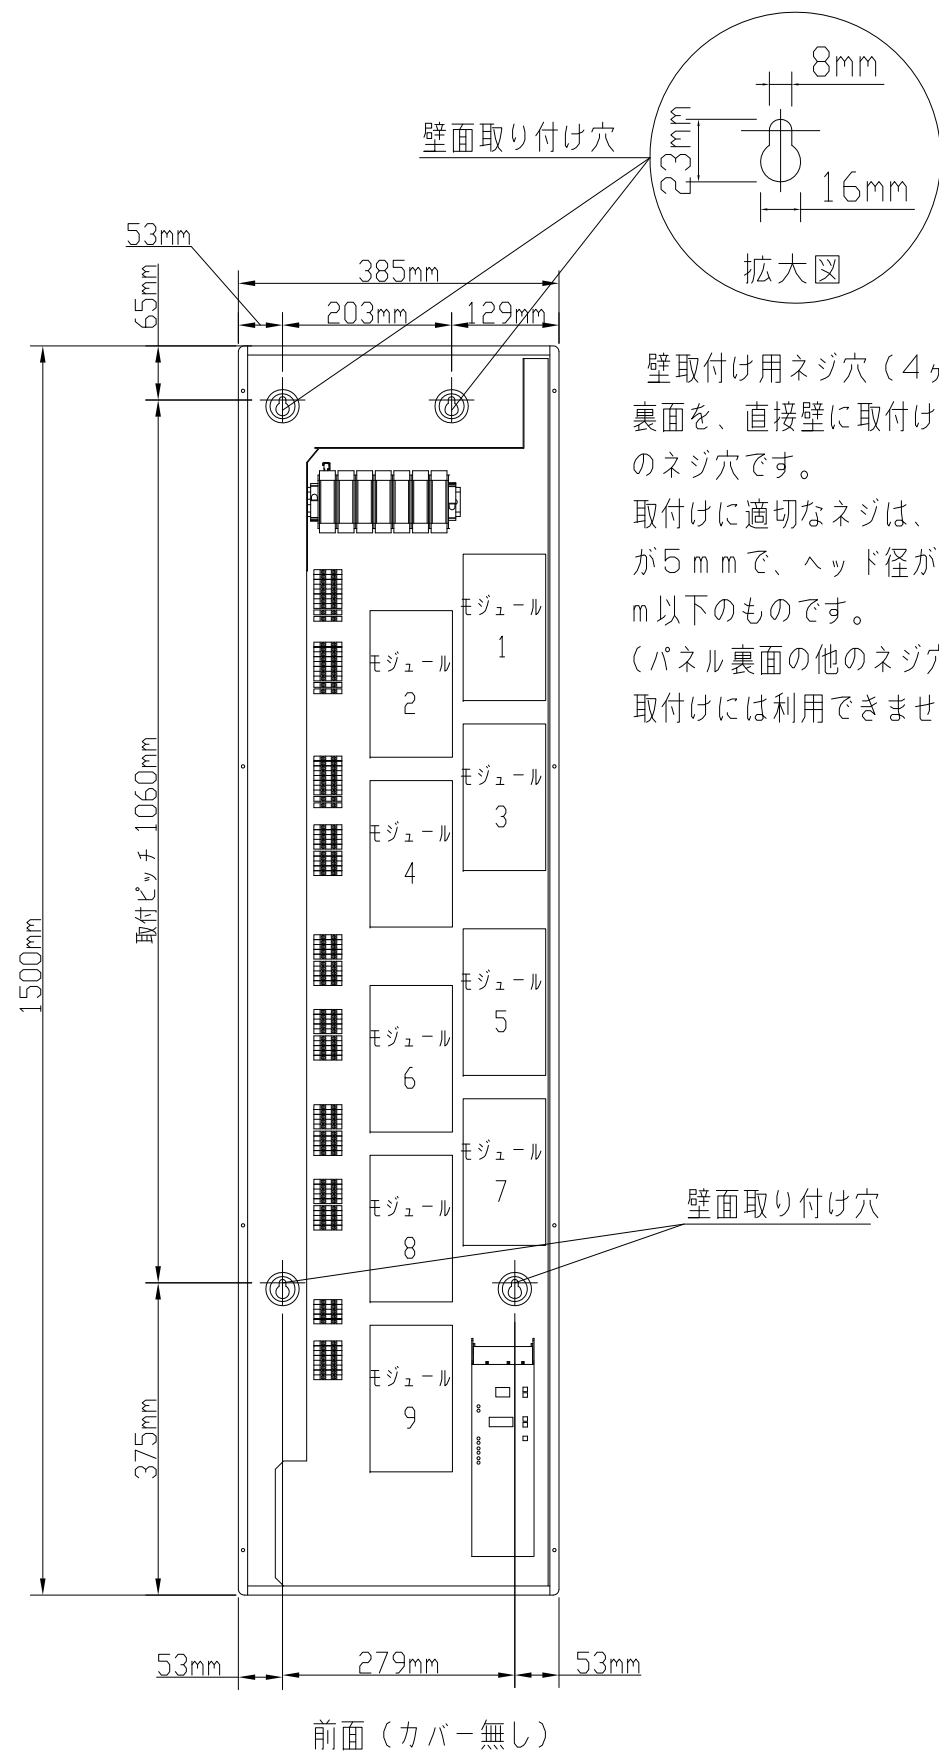 8mm
壁面取り付け穴
23mm
16mm
拡大図
53mm
385mm
65mm
203mm
129mm
壁取付け用ネジ穴（４ヶ
裏面を、直接壁に取付け
のネジ穴です。
取付けに適切なネジは、
が５ｍｍで、ヘッド径が
ｍ以下のものです。
（パネル裏面の他のネジ穴
取付けには利用できませ
モジュール
1
モジュール
2
モジュール
3
モジュール
4
取付ピッチ 1060mm
1500mm
モジュール
5
モジュール
6
モジュール
7
壁面取り付け穴
モジュール
8
モジュール
9
375mm
53mm
279mm
53mm
前面（カバー無し）